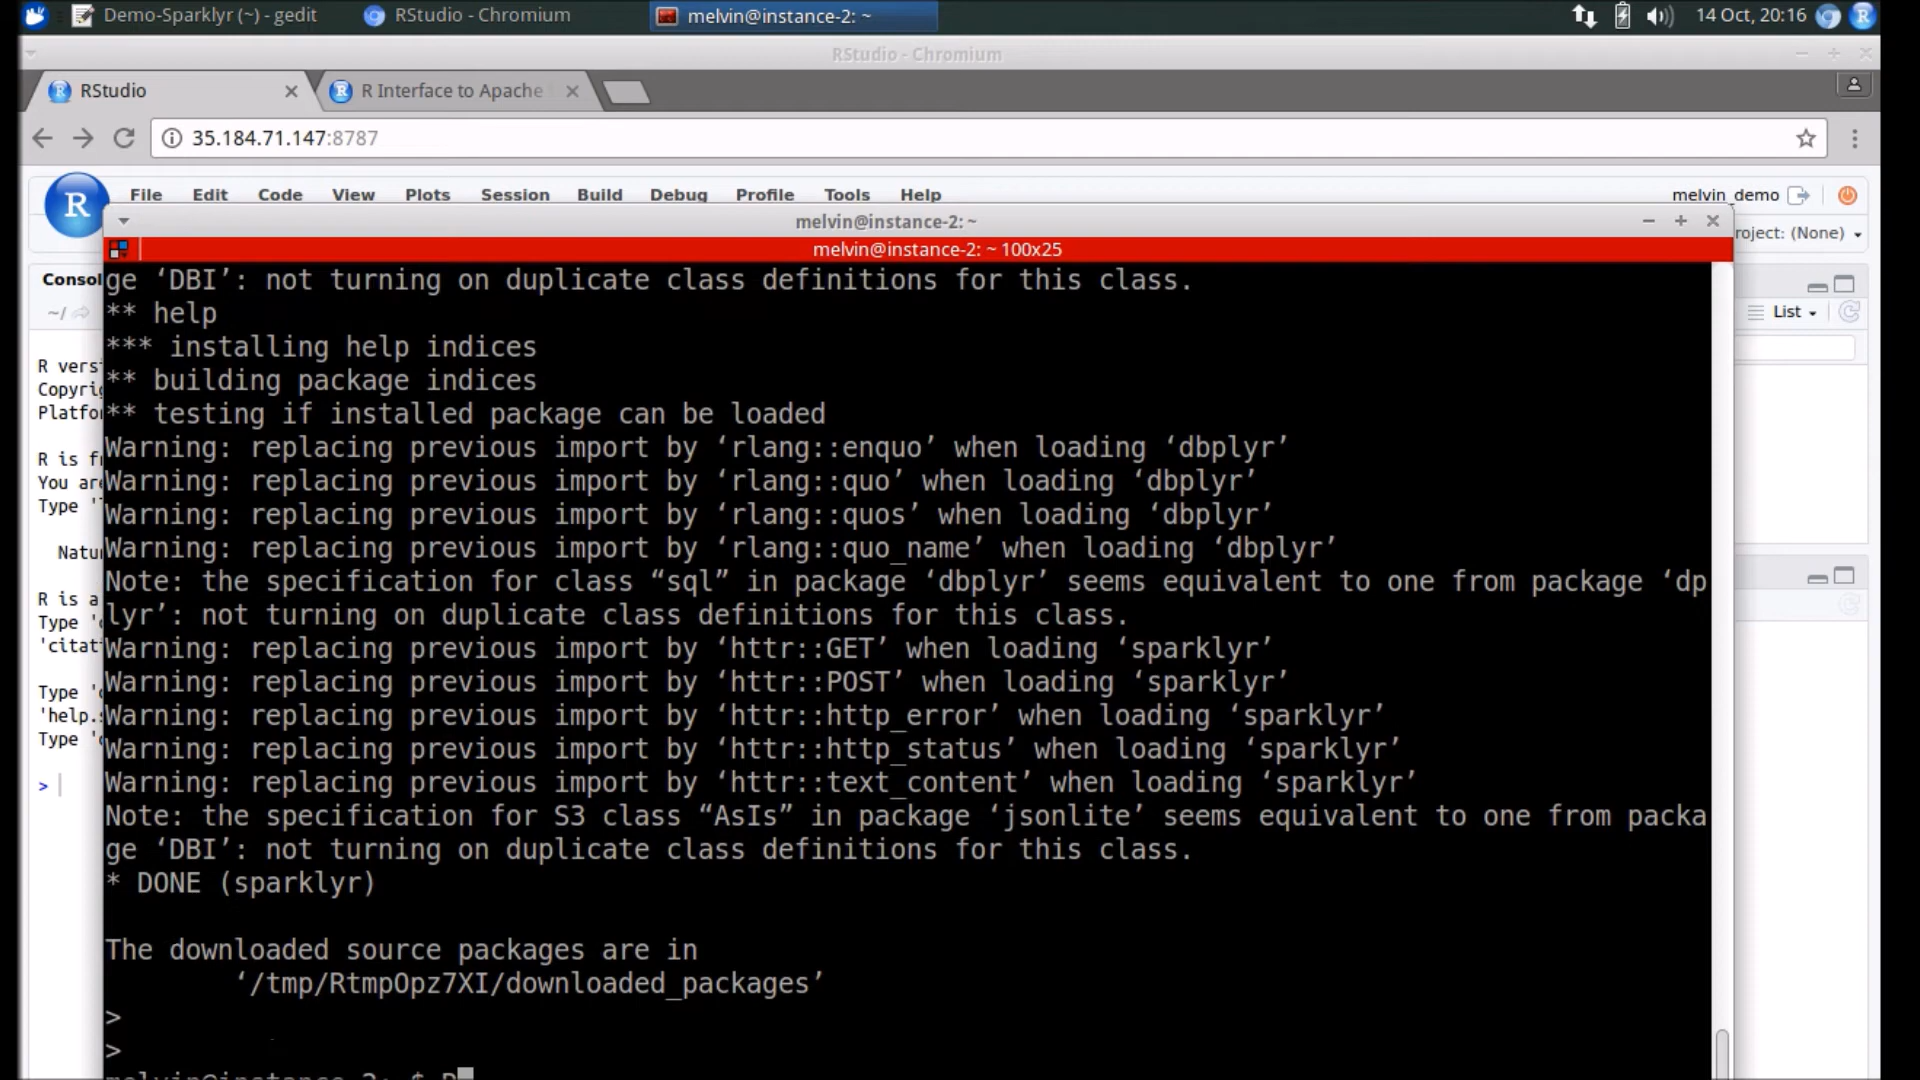 Demo-Sparklyr (~) - gedit
RStudio - Chromium
melvin@instance-2: ~
14 Oct, 20:16
RStudio - Chromium
RStudio
R Interface to Apache
35.184.71.147:8787
R
File Edit Code View Plots Session Build Debug Profile Tools Help
melvin_demo
melvin@instance-2: ~
roject: (None)
melvin@instance-2: ~ 100x25
Consol
~/
List
R vers
Copyri
Platfo
R is f
You are
Type '
Natu
R is a
Type '
'citat
Type '
'help.
Type '
>
ge ‘DBI’: not turning on duplicate class definitions for this class.
** help
*** installing help indices
** building package indices
** testing if installed package can be loaded
Warning: replacing previous import by ‘rlang::enquo’ when loading ‘dbplyr’
Warning: replacing previous import by ‘rlang::quo’ when loading ‘dbplyr’
Warning: replacing previous import by ‘rlang::quos’ when loading ‘dbplyr’
Warning: replacing previous import by ‘rlang::quo_name’ when loading ‘dbplyr’
Note: the specification for class “sql” in package ‘dbplyr’ seems equivalent to one from package ‘dp
lyr’: not turning on duplicate class definitions for this class.
Warning: replacing previous import by ‘httr::GET’ when loading ‘sparklyr’
Warning: replacing previous import by ‘httr::POST’ when loading ‘sparklyr’
Warning: replacing previous import by ‘httr::http_error’ when loading ‘sparklyr’
Warning: replacing previous import by ‘httr::http_status’ when loading ‘sparklyr’
Warning: replacing previous import by ‘httr::text_content’ when loading ‘sparklyr’
Note: the specification for S3 class “AsIs” in package ‘jsonlite’ seems equivalent to one from packa
ge ‘DBI’: not turning on duplicate class definitions for this class.
* DONE (sparklyr)
The downloaded source packages are in
‘/tmp/RtmpOpz7XI/downloaded_packages’
>
>
melvin@instance-2:~$ R